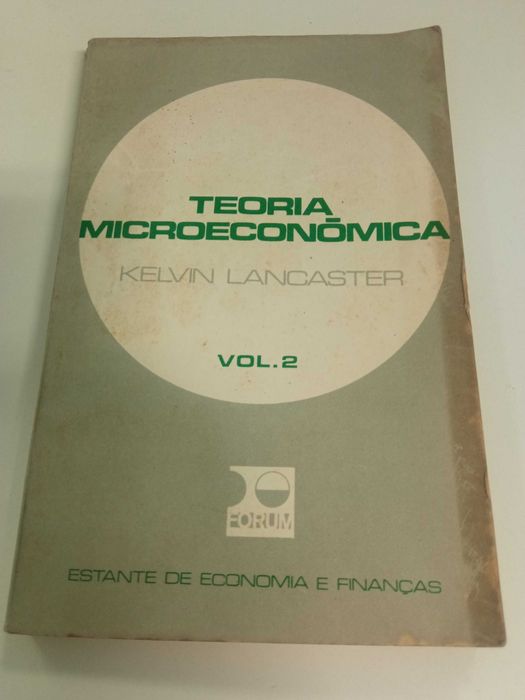 TEORIA
MICROECONÔMICA
KELVIN LANCASTER
VOL.2
FORUM
ESTANTE DE ECONOMIA E FINANÇAS